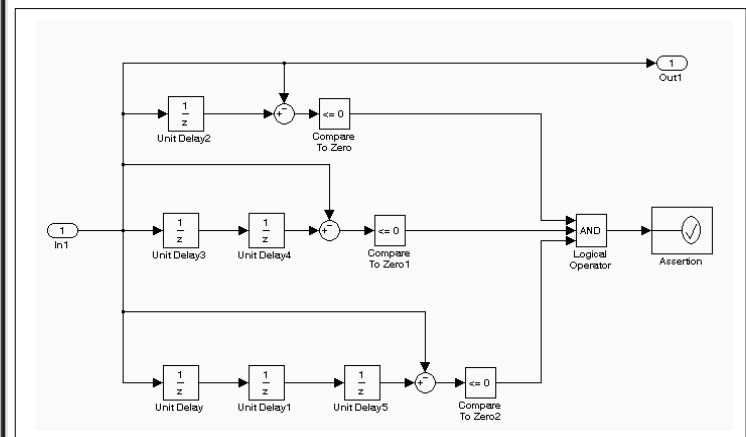 1
Out1
1
z
Unit Delay2
+
−
<= 0
Compare
To Zero
1
In1
1
z
Unit Delay3
1
z
Unit Delay4
+
−
<= 0
Compare
To Zero1
AND
Logical
Operator
Assertion
1
z
Unit Delay
1
z
Unit Delay1
1
z
Unit Delay5
+
−
<= 0
Compare
To Zero2